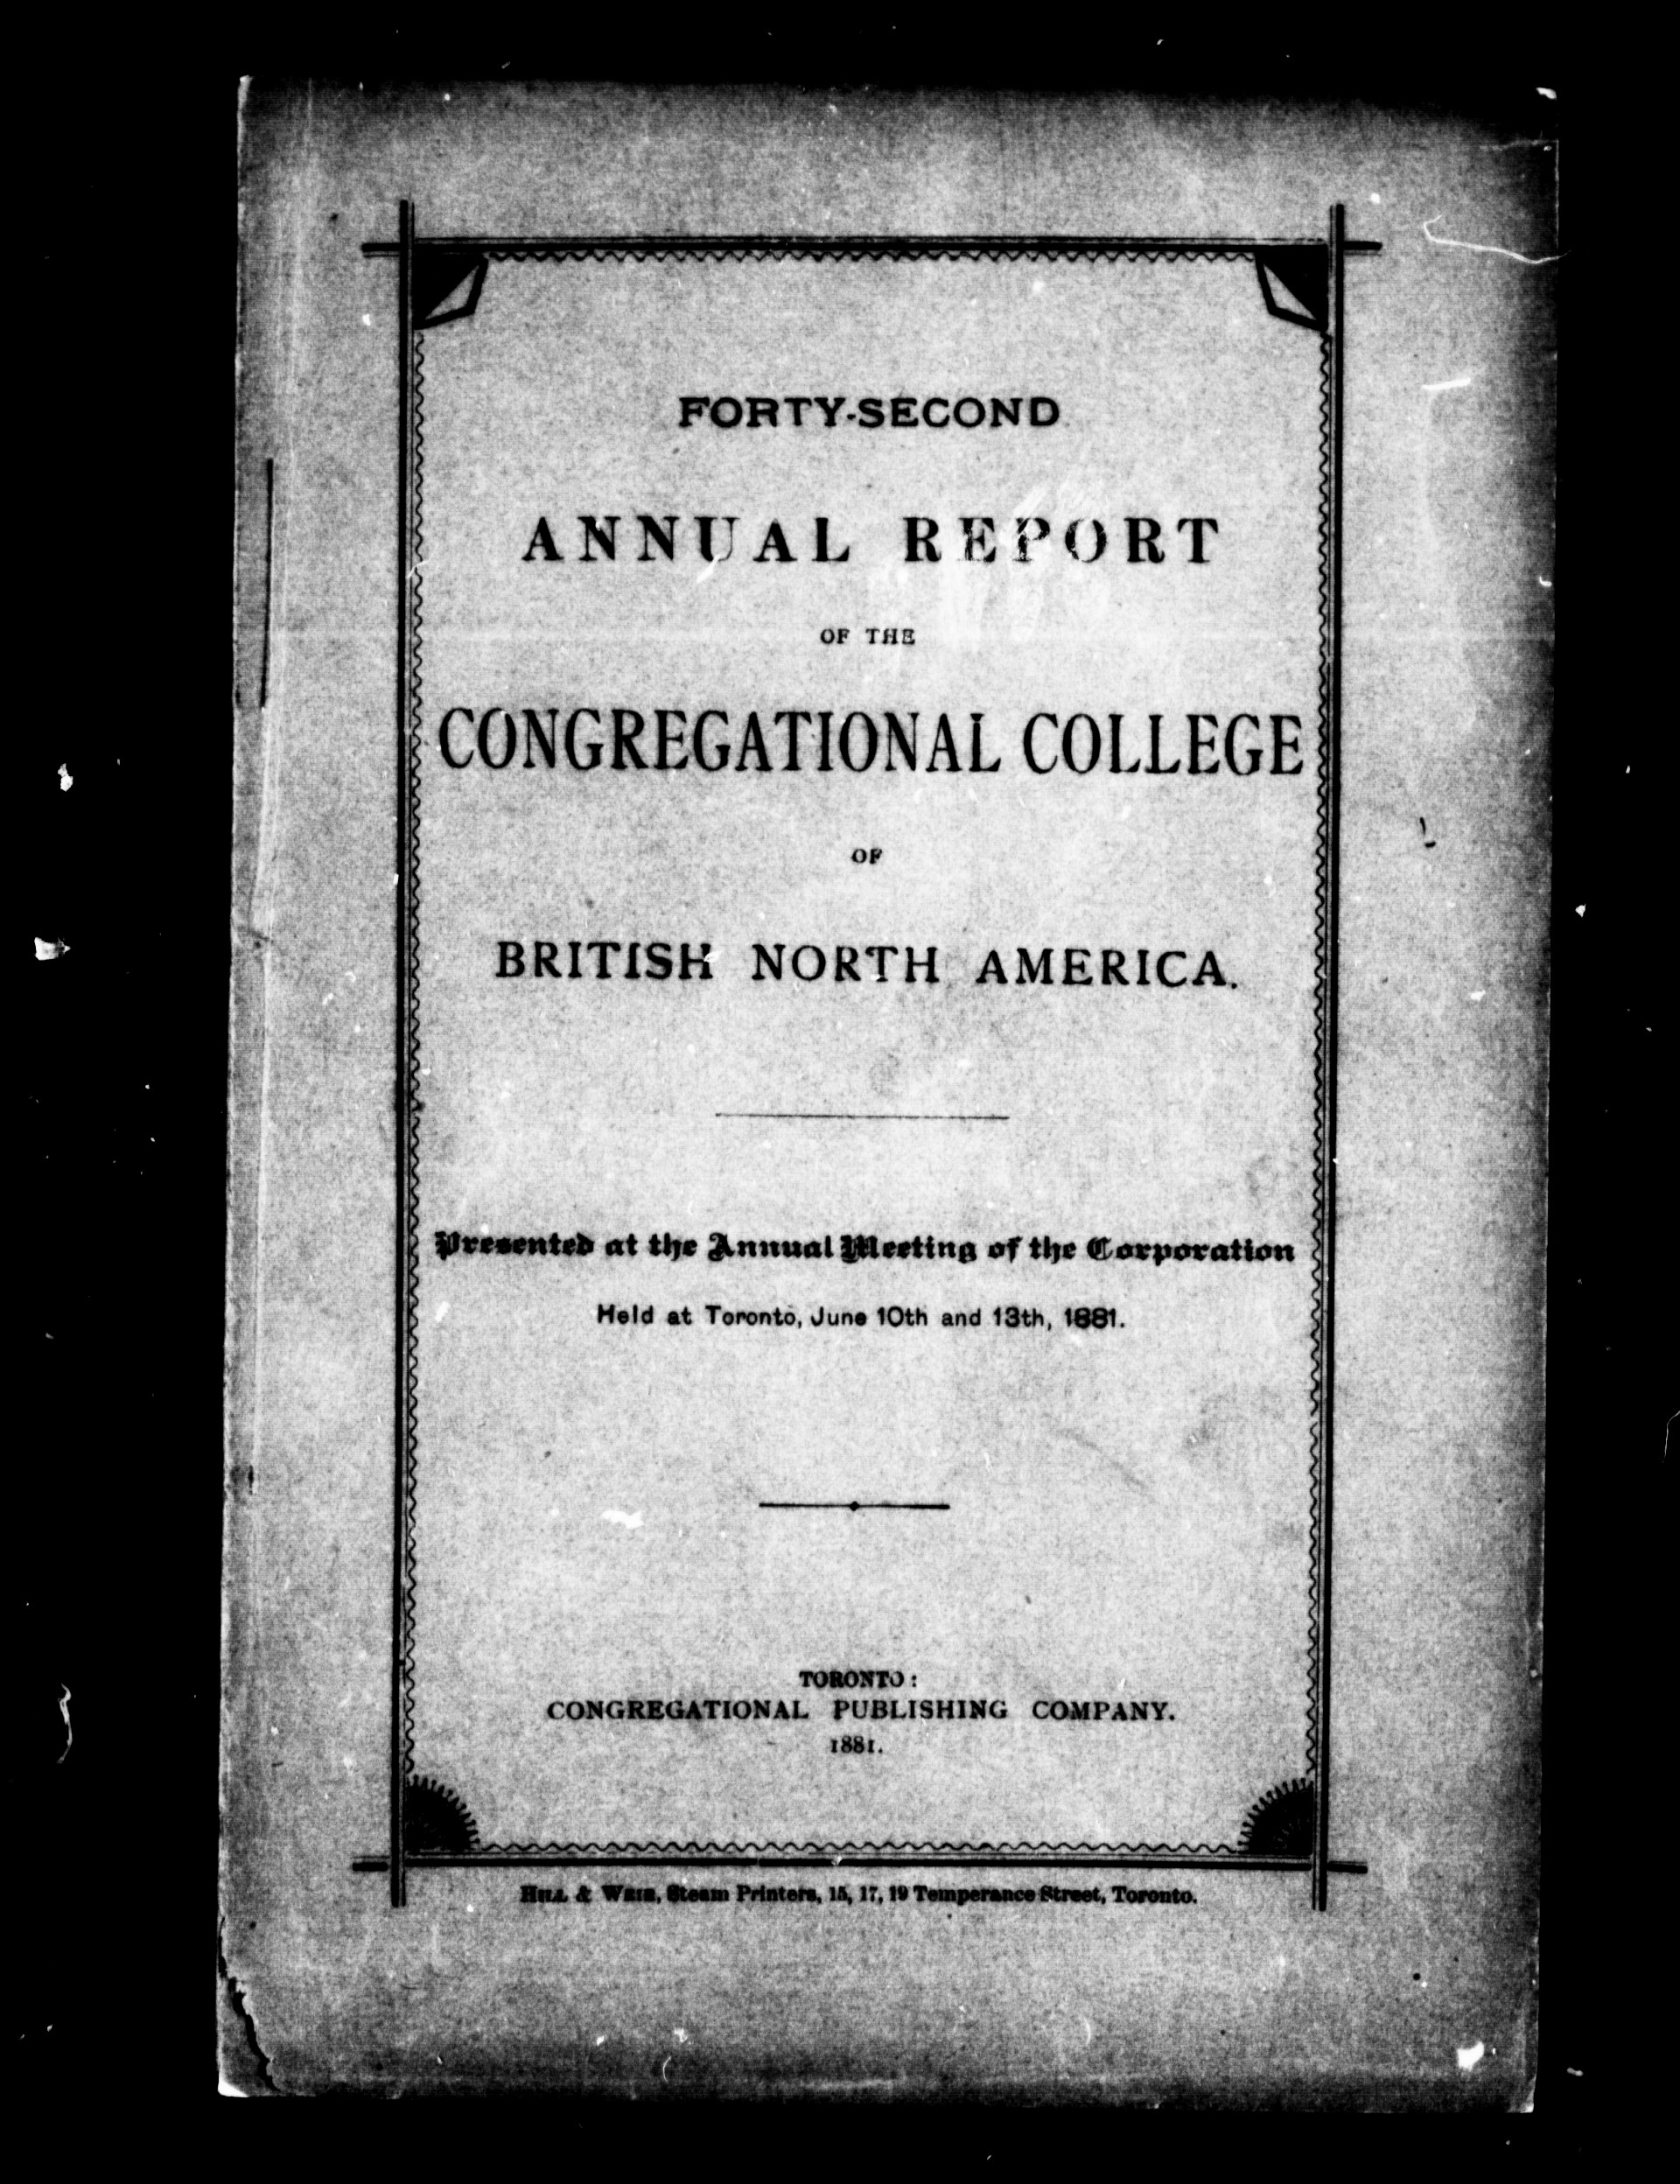 FORTY-SECOND
ANNUAL REPORT
OF THE
CONGREGATIONAL COLLEGE
OF
BRITISH NORTH AMERICA.
Presented at the Annual Meeting of the Corporation
Held at Toronto, June 10th and 13th, 1881.
TORONTO:
CONGREGATIONAL PUBLISHING COMPANY.
1881.
HILL & WEIR, Steam Printers, 15, 17, 19 Temperance Street, Toronto.